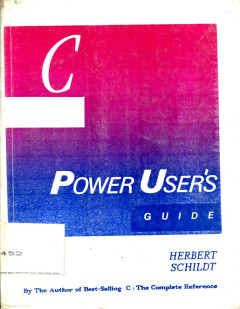 C
POWER USER'S
GUIDE
452
HERBERT
SCHILDT
By The Author of Best-Selling C : The Complete Reference